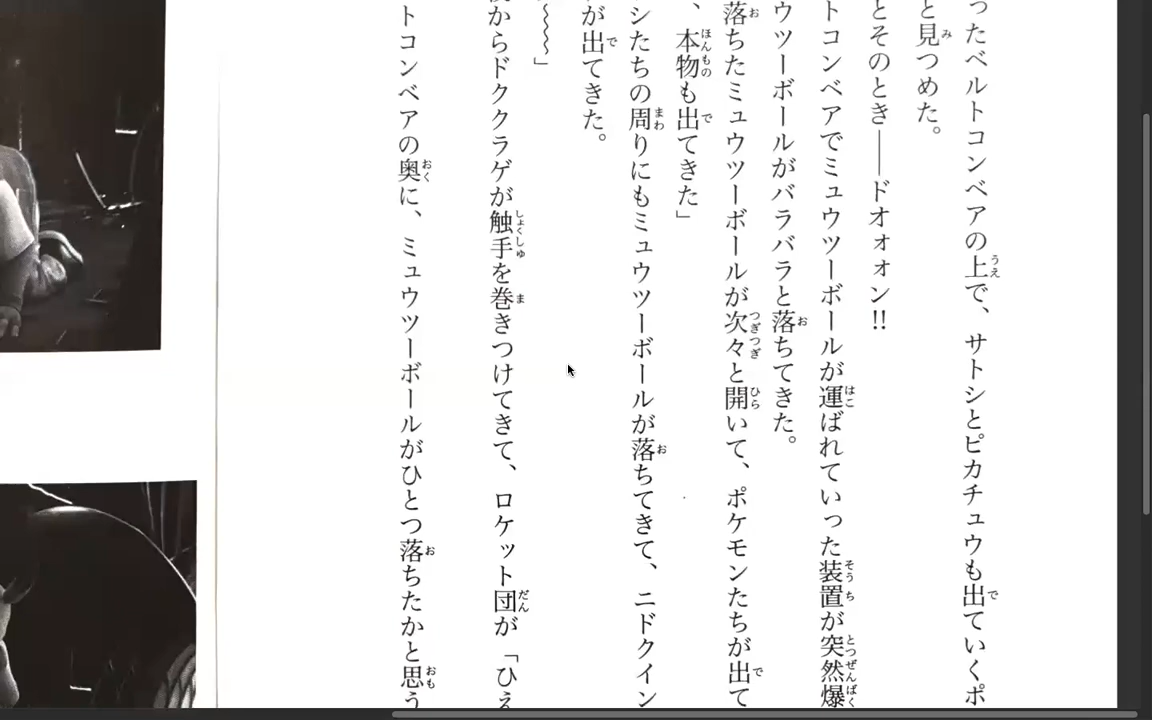 ったベルトコンベアの上で、サトシとピカチュウも出ていくポ
と見つめた。
とそのとき――ドオォォン!!
トコンベアでミュウツーボールが運ばれていった装置が突然爆
ウツーボールがバラバラと落ちてきた。
落ちたミュウツーボールが次々と開いて、ポケモンたちが出て
、本物も出てきた」
シたちの周りにもミュウツーボールが落ちてきて、ニドクイン
が出てきた。
〜〜〜」
からドククラゲが触手を巻きつけてきて、ロケット団が「ひえ
トコンベアの奥に、ミュウツーボールがひとつ落ちたかと思う